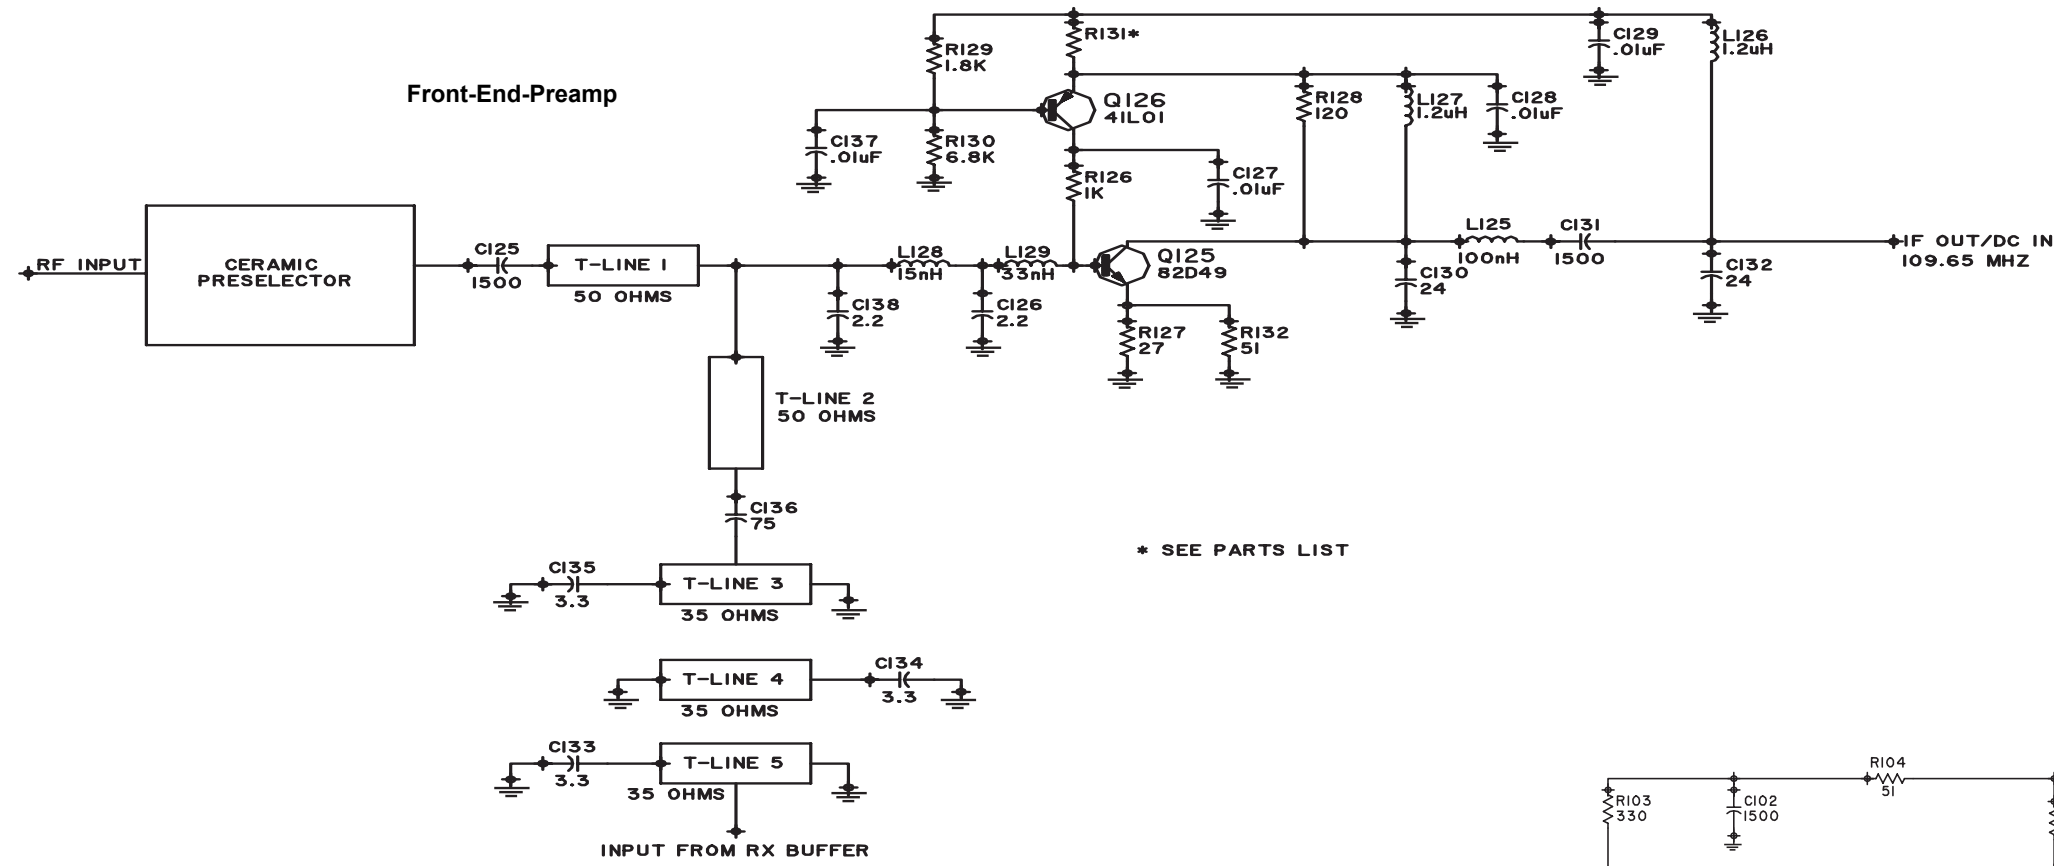 Front-End-Preamp
R129
1.8K
R131*
C129
.01uF
L126
1.2uH
Q126
41L01
R128
120
L127
1.2uH
C128
.01uF
C137
.01uF
R130
6.8K
R126
1K
C127
.01uF
RF INPUT
CERAMIC
PRESELECTOR
C125
1500
T-LINE 1
50 OHMS
L128
15nH
L129
33nH
Q125
82D49
L125
100nH
C131
1500
IF OUT/DC IN
109.65 MHZ
C138
2.2
C126
2.2
R127
27
R132
51
C130
24
C132
24
T-LINE 2
50 OHMS
C136
75
* SEE PARTS LIST
C135
3.3
T-LINE 3
35 OHMS
T-LINE 4
35 OHMS
C134
3.3
C133
3.3
T-LINE 5
35 OHMS
INPUT FROM RX BUFFER
R104
51
R103
330
C102
1500